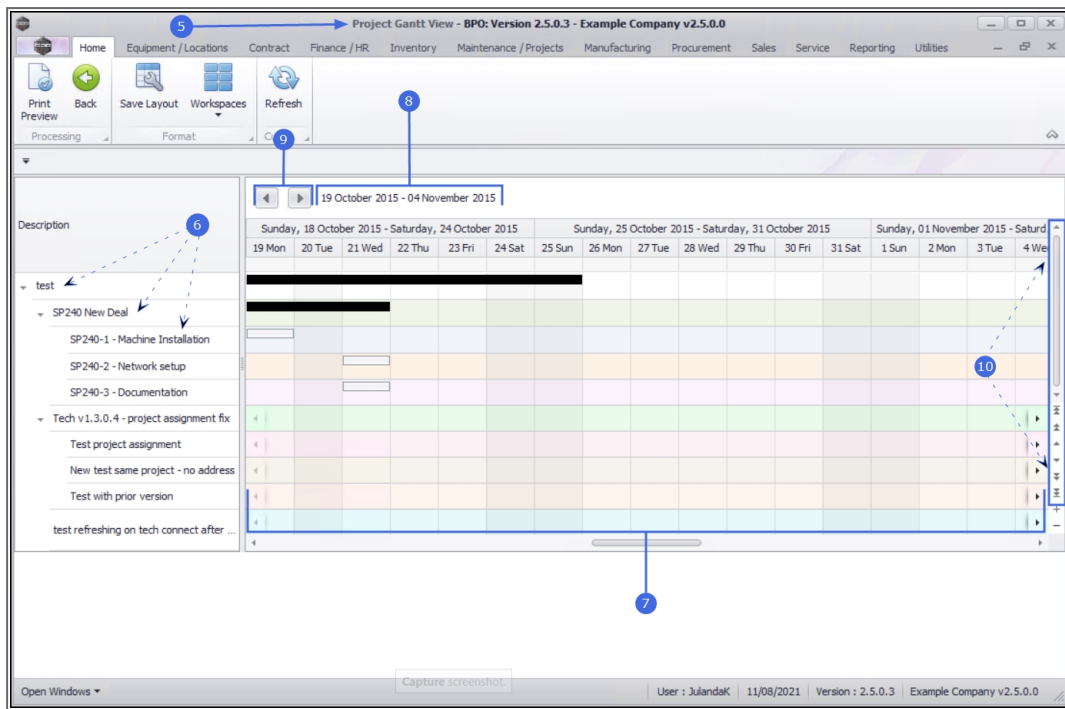 Project Gantt View - BPO: Version 2.5.0.3 - Example Company v2.5.0.0
5
Home Equipment / Locations Contract Finance / HR Inventory Maintenance / Projects Manufacturing Procurement Sales Service Reporting Utilities
Print Preview
Back
Save Layout
Workspaces
Refresh
Processing
Format
8
9
19 October 2015 - 04 November 2015
Description
6
Sunday, 18 October 2015 - Saturday, 24 October 2015 Sunday, 25 October 2015 - Saturday, 31 October 2015 Sunday, 01 November 2015 - Saturd
19 Mon 20 Tue 21 Wed 22 Thu 23 Fri 24 Sat 25 Sun 26 Mon 27 Tue 28 Wed 29 Thu 30 Fri 31 Sat 1 Sun 2 Mon 3 Tue 4 We
test
SP240 New Deal
SP240-1 - Machine Installation
SP240-2 - Network setup
10
SP240-3 - Documentation
Tech v1.3.0.4 - project assignment fix
Test project assignment
New test same project - no address
Test with prior version
test refreshing on tech connect after ...
7
Capture screenshot.
Open Windows
User : JulandaK 11/08/2021 Version : 2.5.0.3 Example Company v2.5.0.0